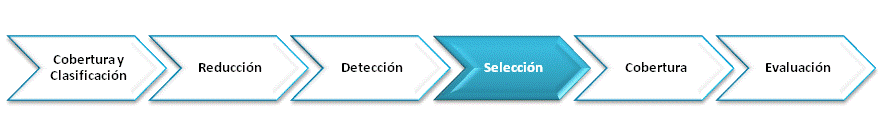 Cobertura y
Clasificación
Reducción
Detección
Selección
Cobertura
Evaluación